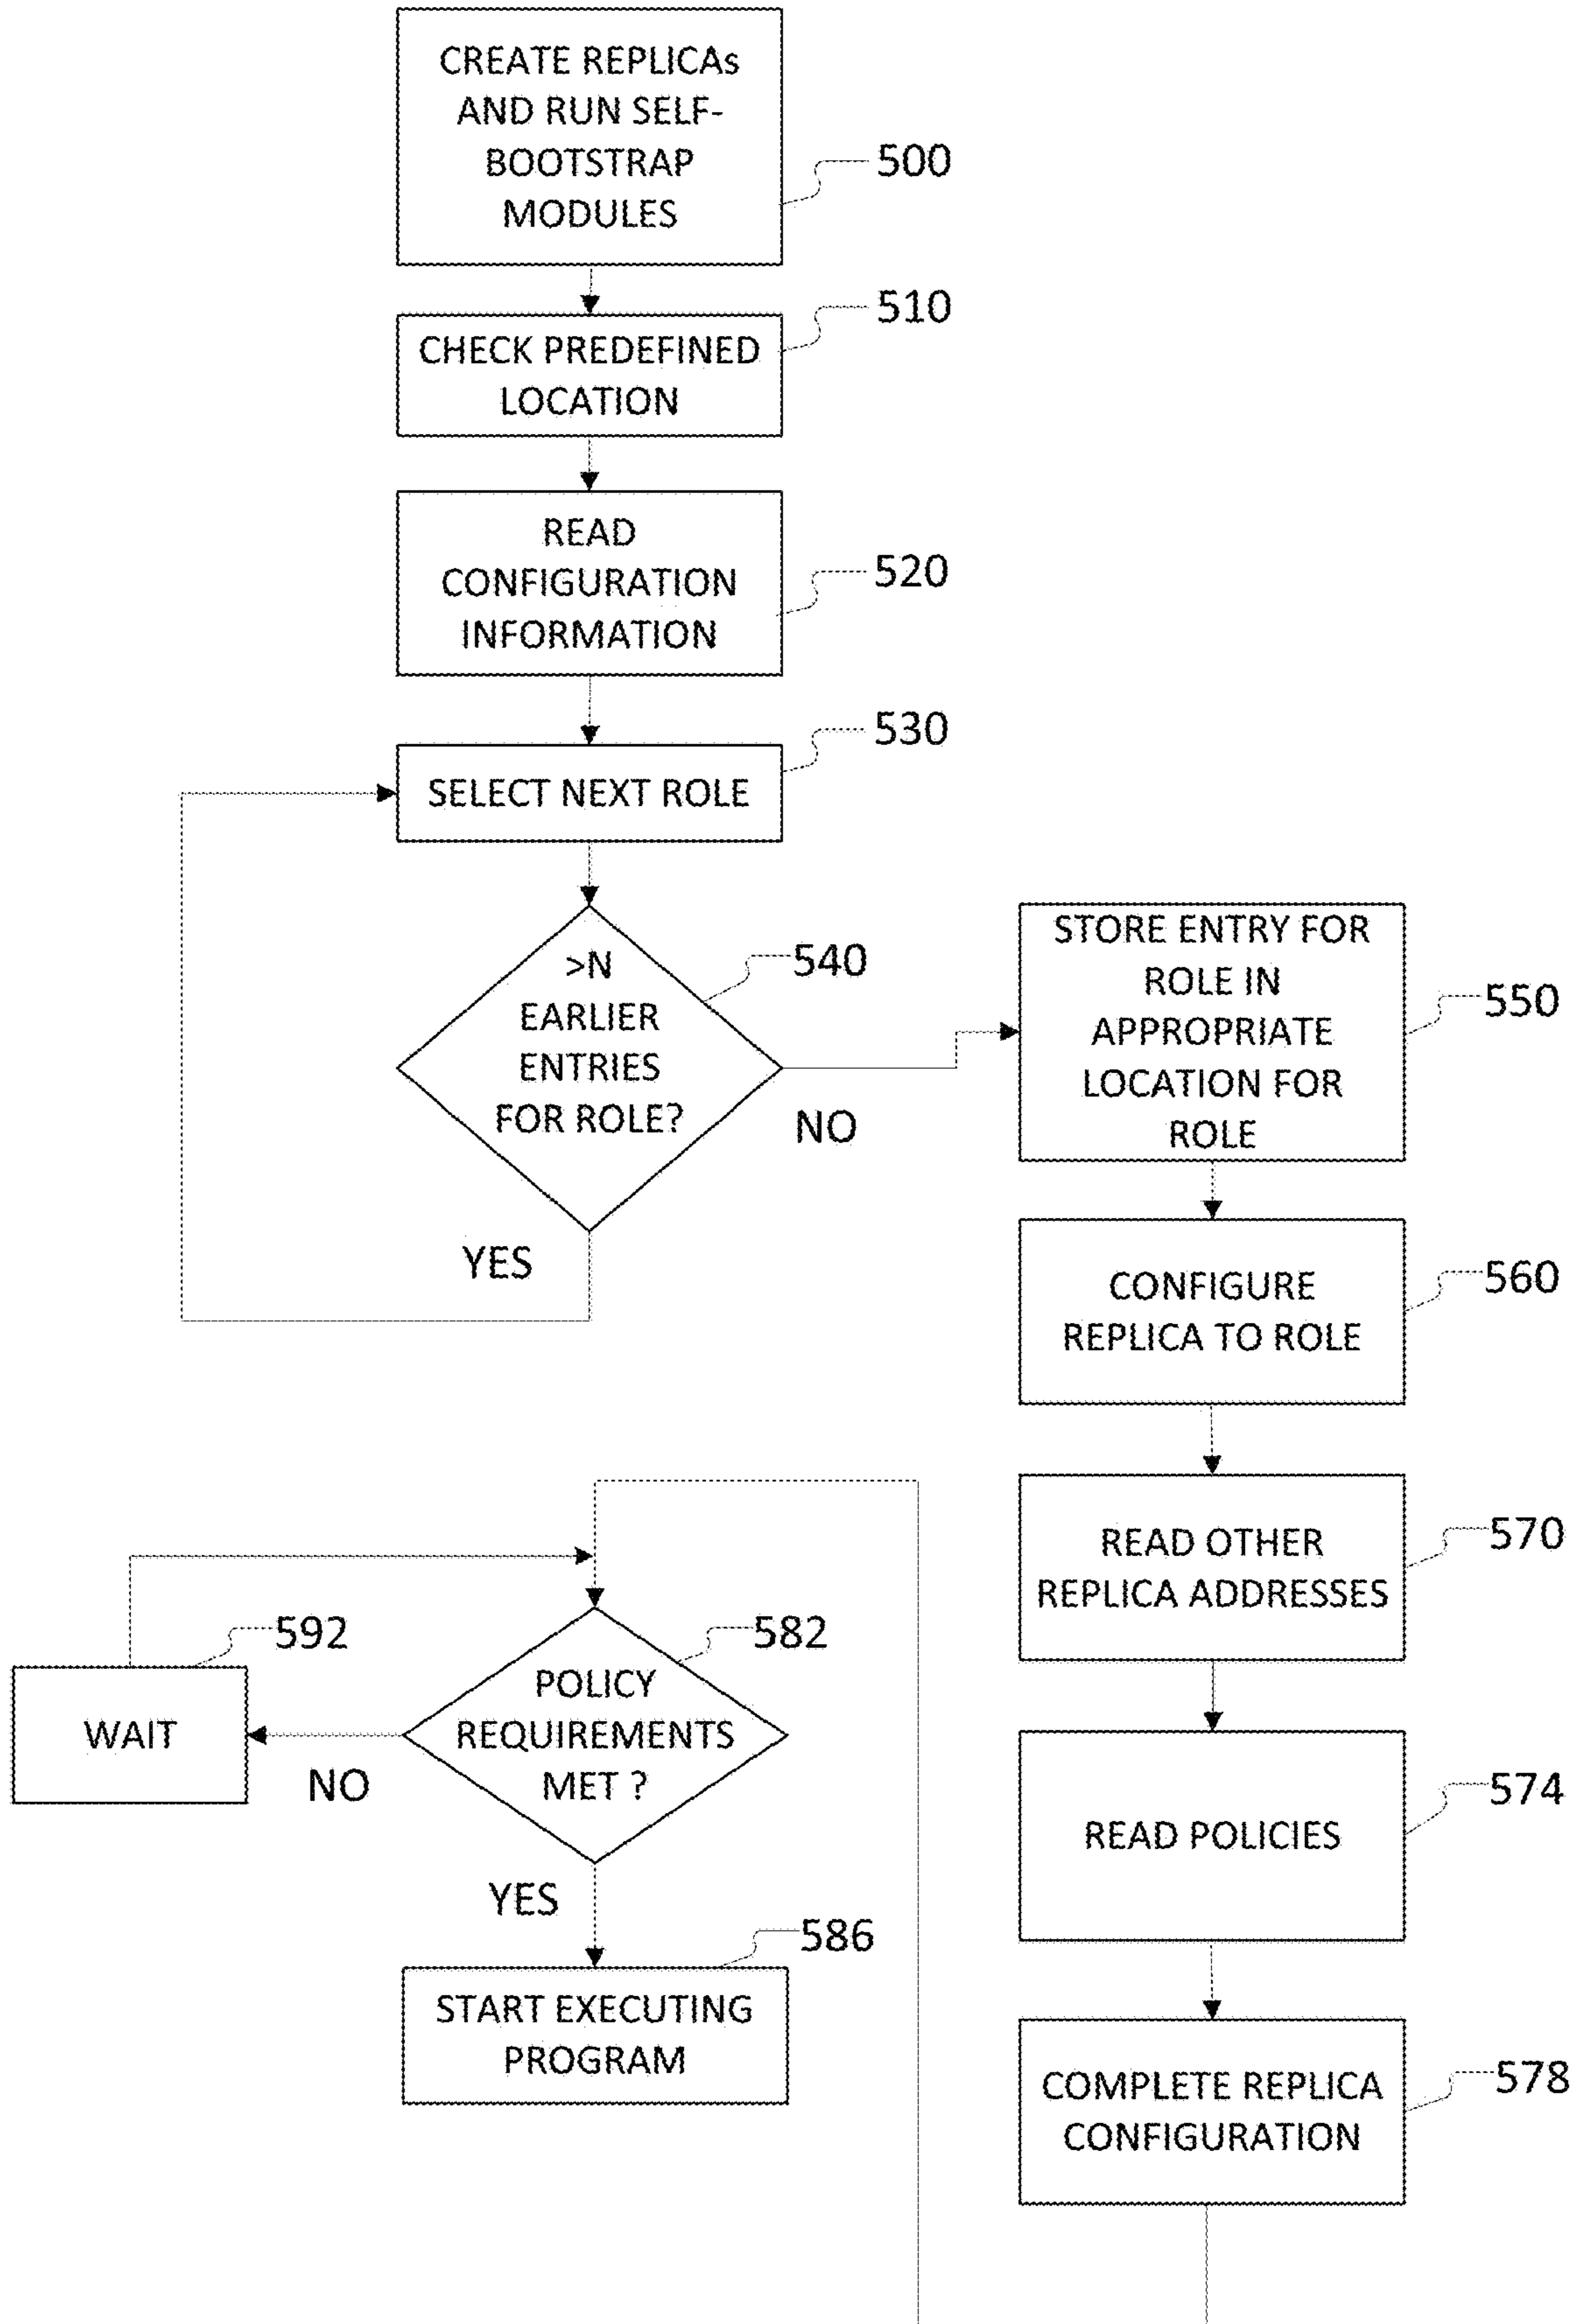 CREATE REPLICAs
AND RUN SELF-
BOOTSTRAP
MODULES
500
CHECK PREDEFINED
LOCATION
510
READ
CONFIGURATION
INFORMATION
520
SELECT NEXT ROLE
530
>N
EARLIER
ENTRIES
FOR ROLE?
540
YES
NO
STORE ENTRY FOR
ROLE IN
APPROPRIATE
LOCATION FOR
ROLE
550
CONFIGURE
REPLICA TO ROLE
560
READ OTHER
REPLICA ADDRESSES
570
READ POLICIES
574
COMPLETE REPLICA
CONFIGURATION
578
POLICY
REQUIREMENTS
MET ?
582
NO
WAIT
592
YES
START EXECUTING
PROGRAM
586